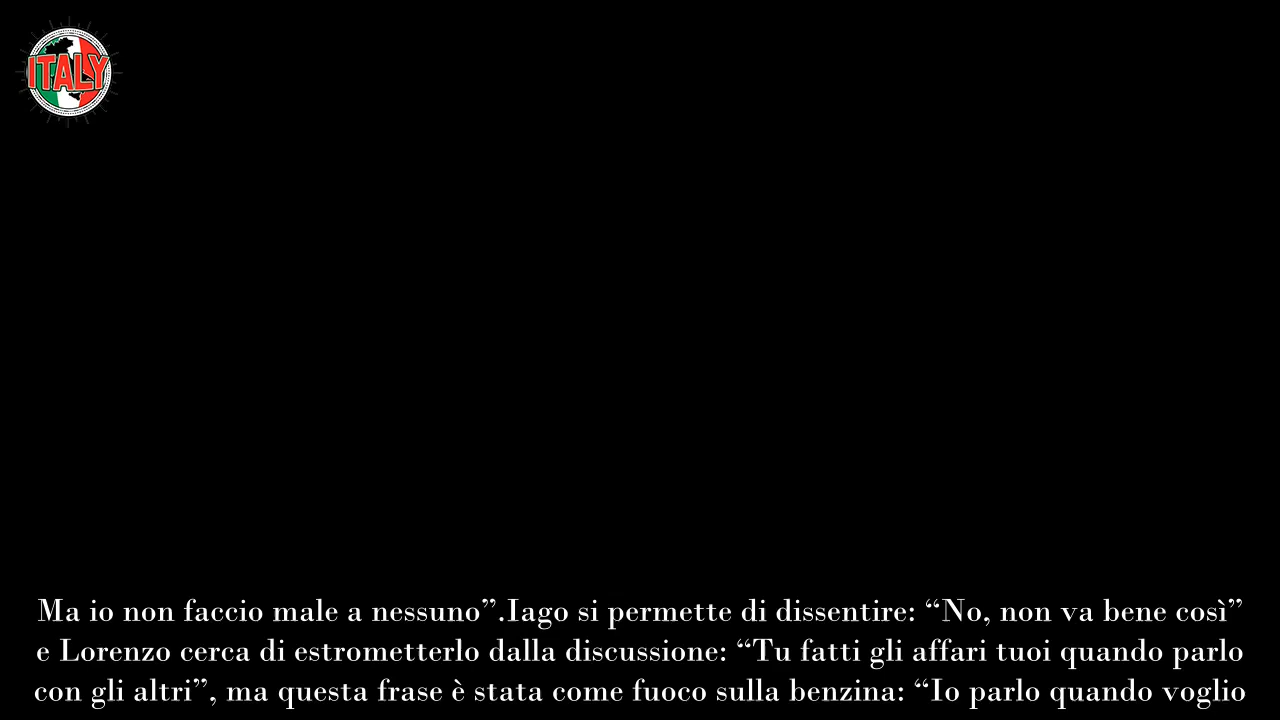 ITALY
Ma io non faccio male a nessuno”.Iago si permette di dissentire: “No, non va bene così”
e Lorenzo cerca di estrometterlo dalla discussione: “Tu fatti gli affari tuoi quando parlo
con gli altri”, ma questa frase è stata come fuoco sulla benzina: “Io parlo quando voglio